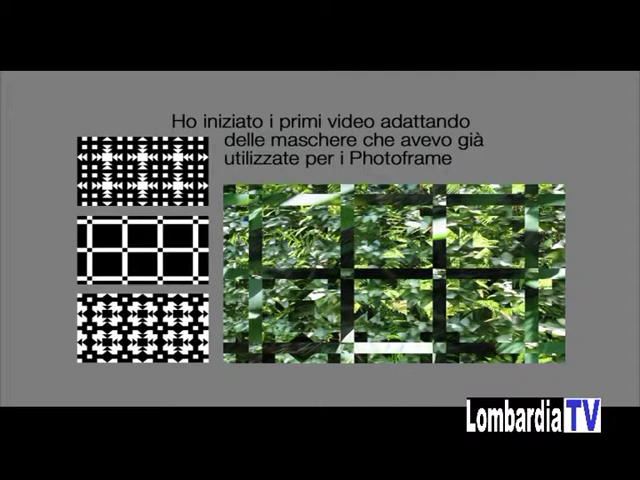 Ho iniziato i primi video adattando
delle maschere che avevo già
utilizzate per i Photoframe
LombardiaTV